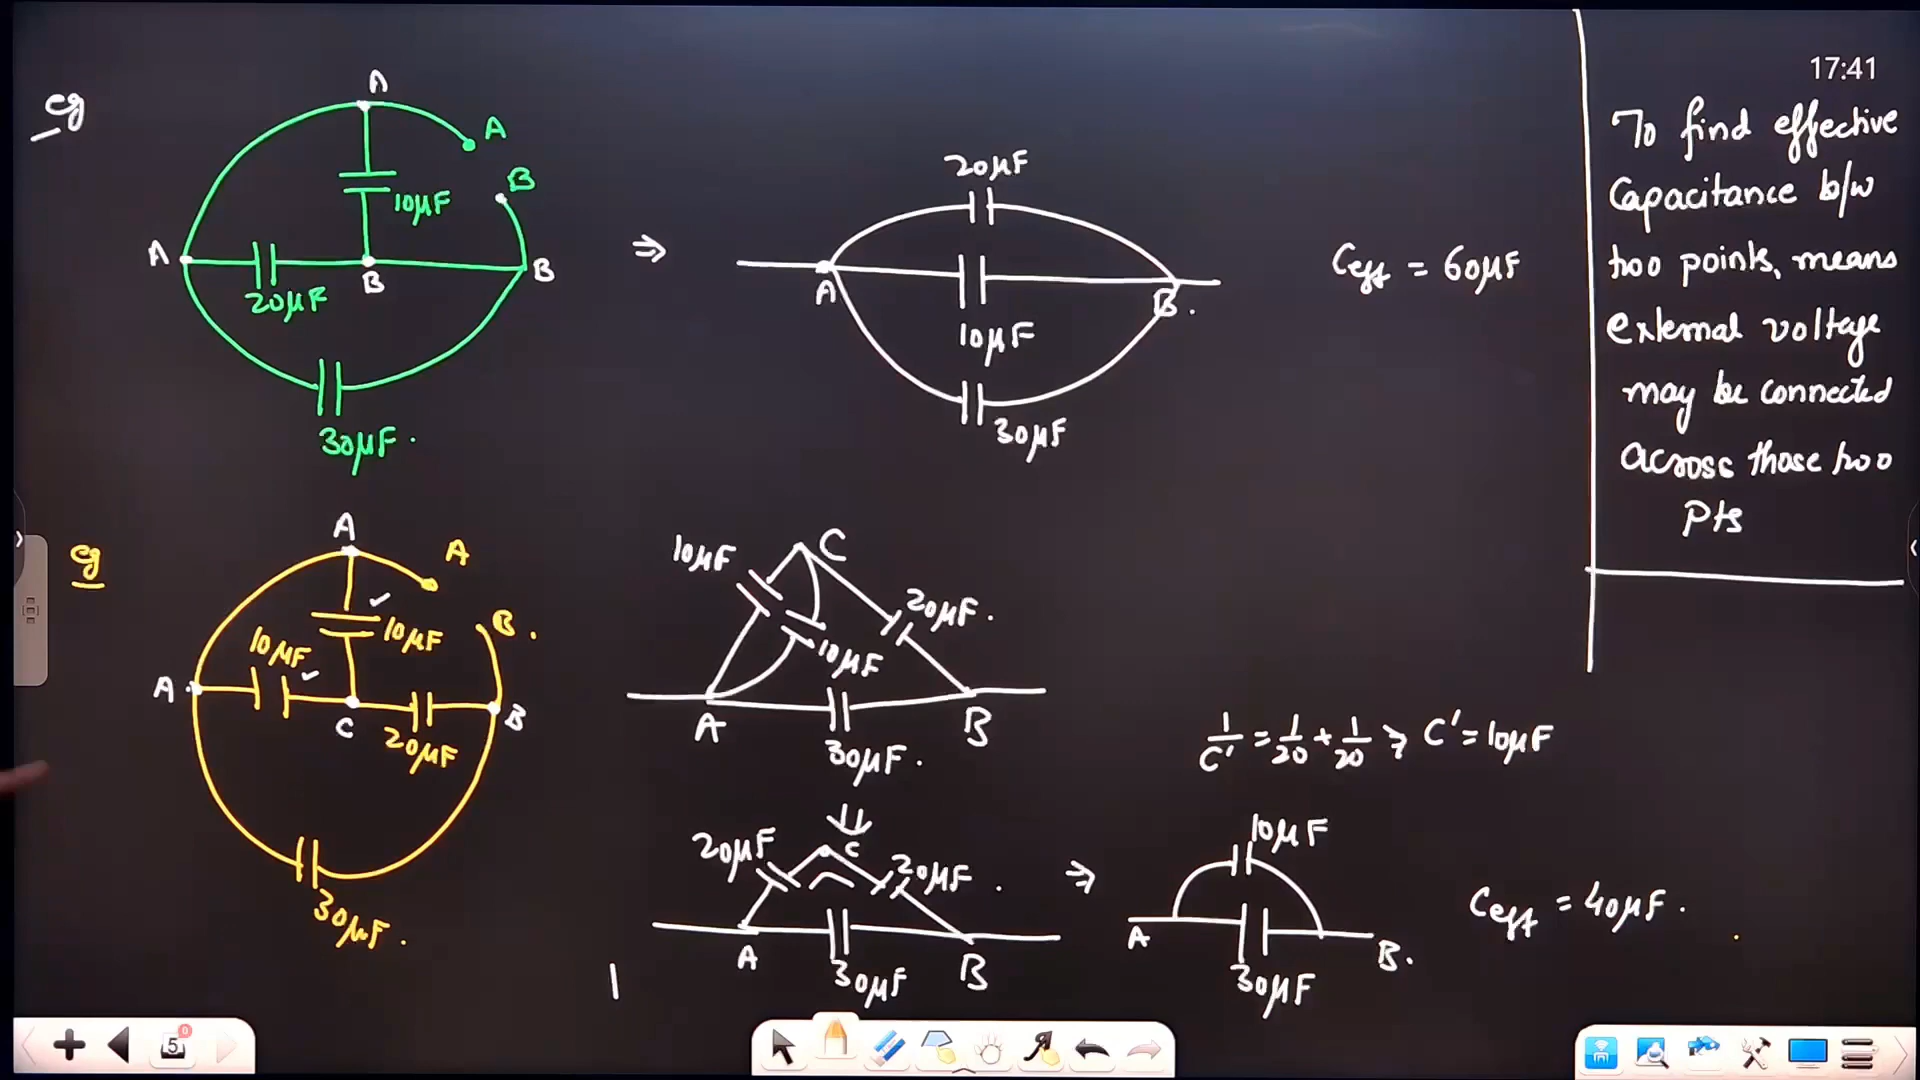 17:41
eg
A
A
B
10μF
A
B
B
20μF
30μF.
⇒
20μF
A
B.
10μF
30μF
Ceff = 60μF
To find effective
Capacitance b/w
two points, means
external voltage
may be connected
across those two
pts
eg
A
A
B.
10μF
10μF
A
C
B
20μF
30μF.
10μF
C
20μF.
10μF
A
B
30μF.
1/C' = 1/20 + 1/20 ⇒ C' = 10μF
⇓
20μF
C
20μF.
A
B
30μF
⇒
10μF
A
B.
30μF
Ceff = 40μF.
5
0